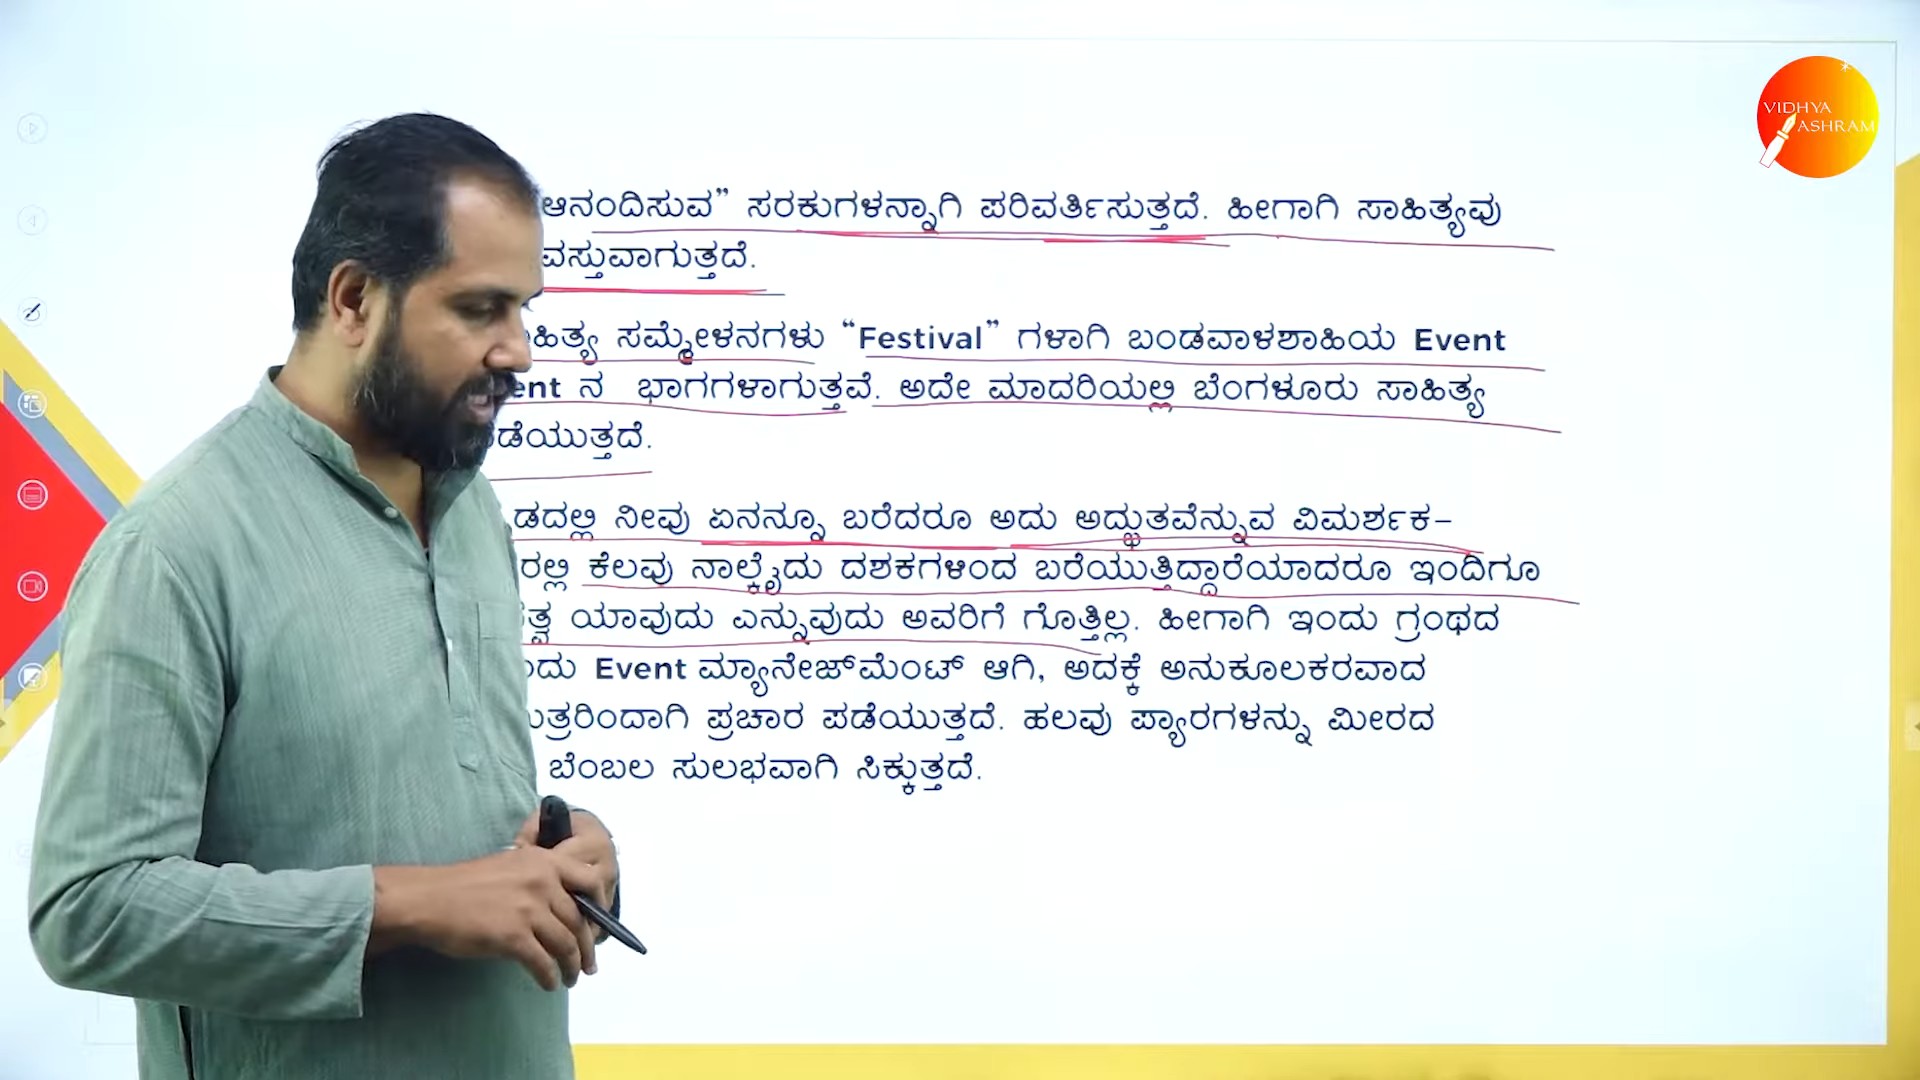 VIDHYA
ASHRAM
ಆನಂದಿಸುವ” ಸರಕುಗಳನ್ನಾಗಿ ಪರಿವರ್ತಿಸುತ್ತದೆ. ಹೀಗಾಗಿ ಸಾಹಿತ್ಯವು
ವಸ್ತುವಾಗುತ್ತದೆ.
ಸಮ್ಮೇಳನಗಳು “Festival” ಗಳಾಗಿ ಬಂಡವಾಳಶಾಹಿಯ Event
ನ ಭಾಗಗಳಾಗುತ್ತವೆ. ಅದೇ ಮಾದರಿಯಲ್ಲಿ ಬೆಂಗಳೂರು ಸಾಹಿತ್ಯ
ಡೆಯುತ್ತದೆ.
ಡದಲ್ಲಿ ನೀವು ಏನನ್ನೂ ಬರೆದರೂ ಅದು ಅದ್ಭುತವೆನ್ನುವ ವಿಮರ್ಶಕ–
ರಲ್ಲಿ ಕೆಲವು ನಾಲ್ಕೈದು ದಶಕಗಳಿಂದ ಬರೆಯುತ್ತಿದ್ದಾರೆಯಾದರೂ ಇಂದಿಗೂ
ತ್ವ ಯಾವುದು ಎನ್ನುವುದು ಅವರಿಗೆ ಗೊತ್ತಿಲ್ಲ. ಹೀಗಾಗಿ ಇಂದು ಗ್ರಂಥದ
ದು Event ಮ್ಯಾನೇಜ್‌ಮೆಂಟ್ ಆಗಿ, ಅದಕ್ಕೆ ಅನುಕೂಲಕರವಾದ
ತ್ರರಿಂದಾಗಿ ಪ್ರಚಾರ ಪಡೆಯುತ್ತದೆ. ಹಲವು ಪ್ಯಾರಗಳನ್ನು ಮೀರದ
ಬೆಂಬಲ ಸುಲಭವಾಗಿ ಸಿಕ್ಕುತ್ತದೆ.